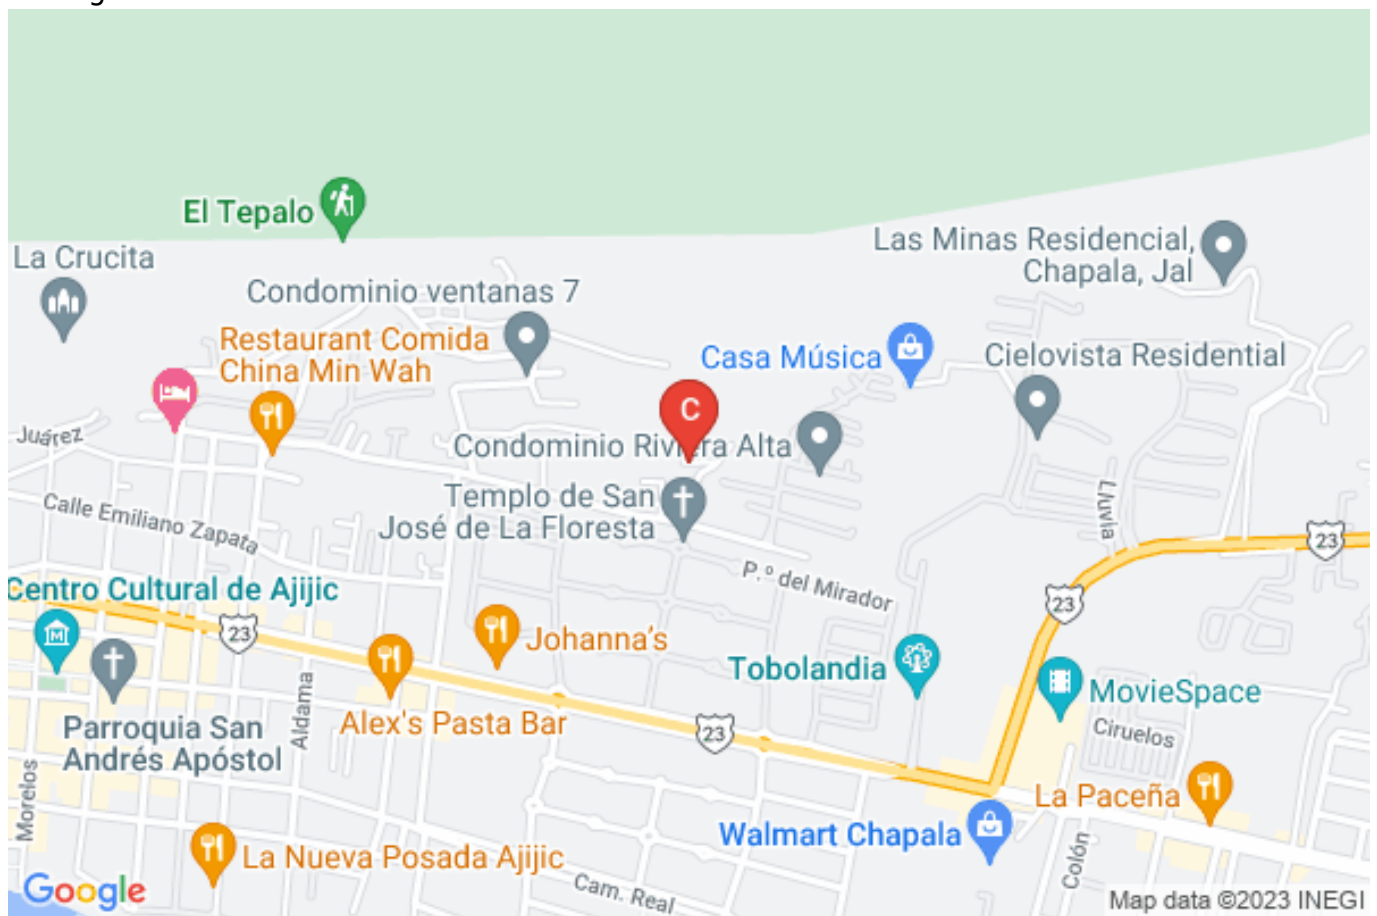 El Tepalo
La Crucita
Las Minas Residencial,
Chapala, Jal
Condominio ventanas 7
Restaurant Comida
China Min Wah
Casa Música
Cielovista Residential
C
Juárez
Condominio Riviera Alta
Templo de San
José de La Floresta
Calle Emiliano Zapata
Lluvia
23
P.º del Mirador
Centro Cultural de Ajijic
23
23
Johanna's
Tobolandia
MovieSpace
Parroquia San
Andrés Apóstol
Aldama
Alex's Pasta Bar
23
Ciruelos
Morelos
La Paceña
Walmart Chapala
La Nueva Posada Ajijic
Colón
Cam. Real
Google
Map data ©2023 INEGI